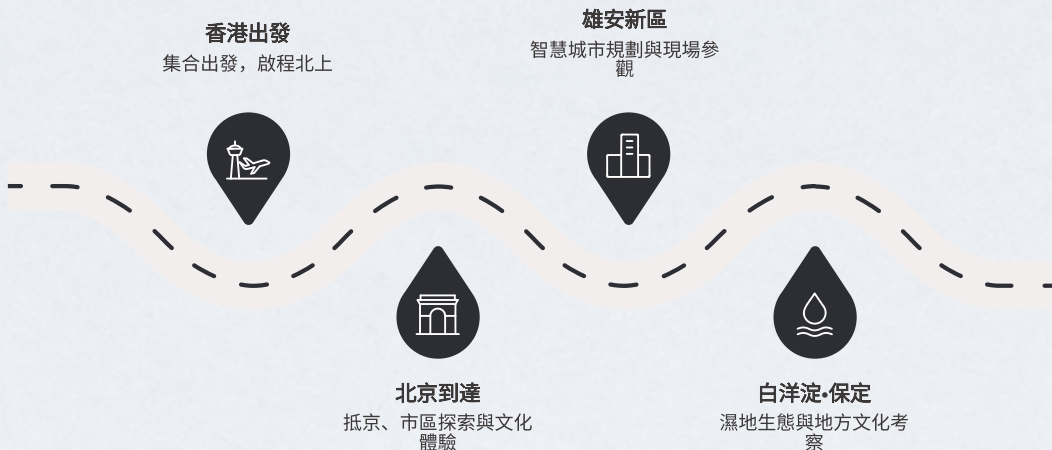 香港出發
集合出發，啟程北上
雄安新區
智慧城市規劃與現場參
觀
北京到達
抵京、市區探索與文化
體驗
白洋淀•保定
濕地生態與地方文化考
察